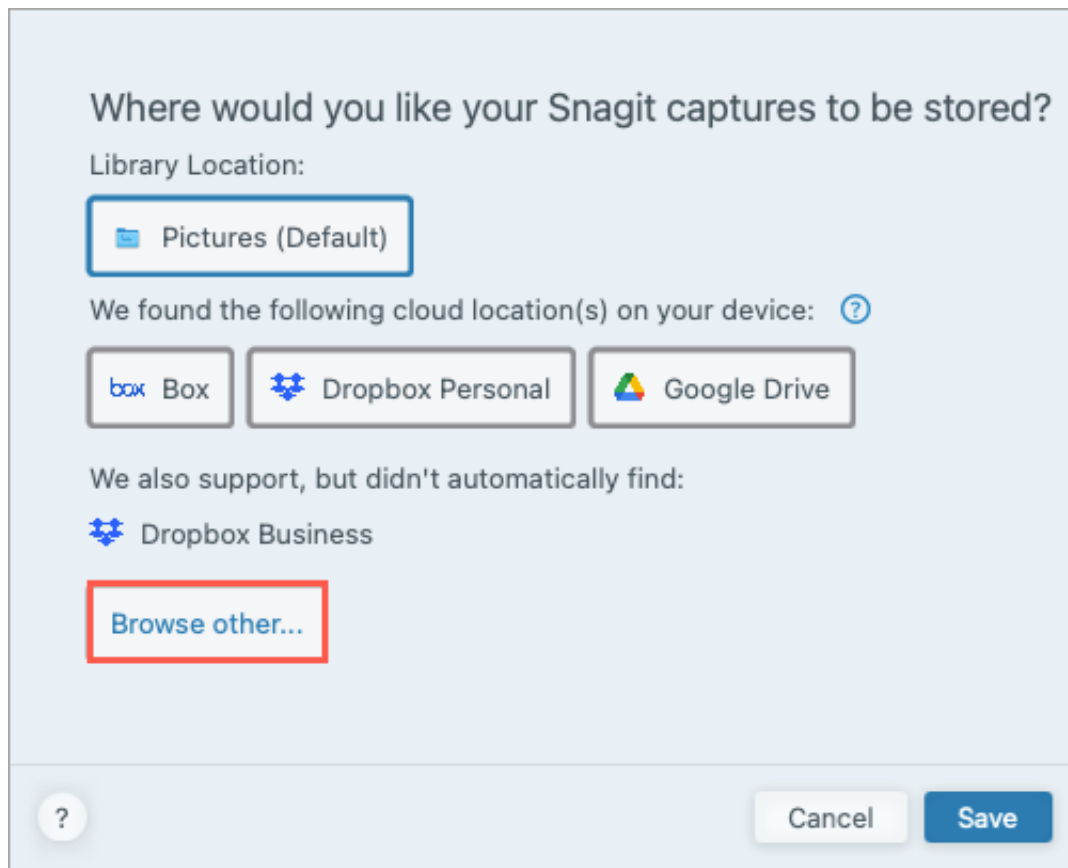 Where would you like your Snagit captures to be stored?
Library Location:
Pictures (Default)
We found the following cloud location(s) on your device: ?
box Box Dropbox Personal Google Drive
We also support, but didn't automatically find:
Dropbox Business
Browse other...
? Cancel Save